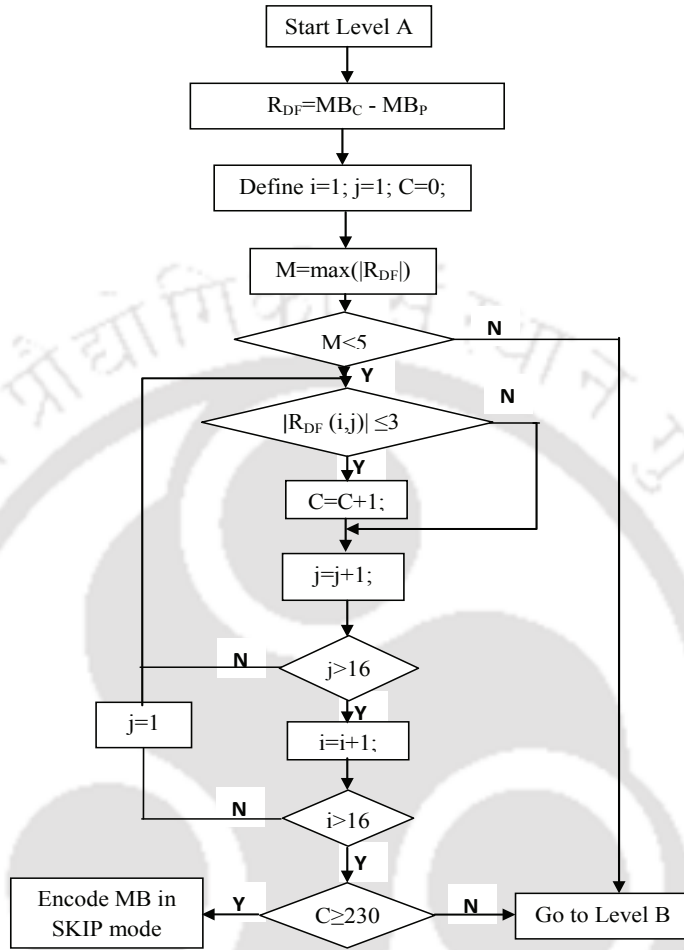 Start Level A
R_DF=MB_C - MB_P
Define i=1; j=1; C=0;
M=max(|R_DF|)
M<5
N
Y
|R_DF (i,j)| ≤3
N
Y
C=C+1;
j=j+1;
N
j>16
Y
j=1
i=i+1;
N
i>16
Y
Encode MB in
SKIP mode
Y
C≥230
N
Go to Level B